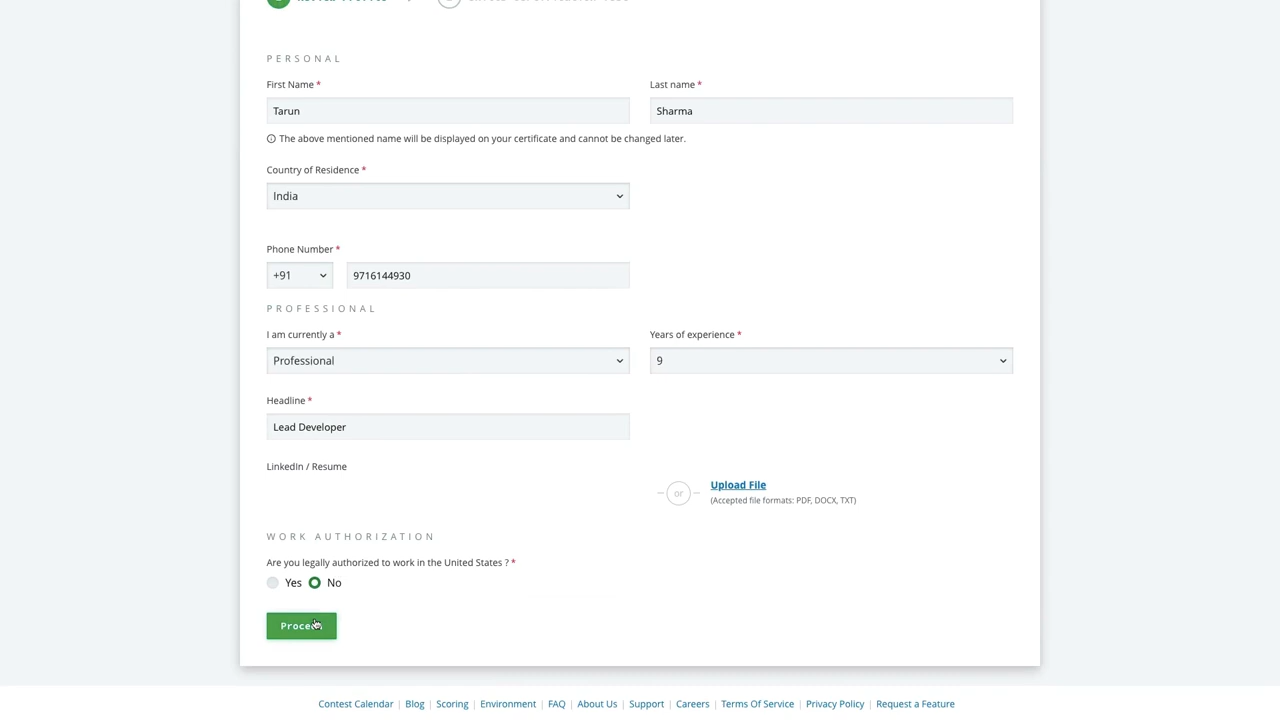 PERSONAL
First Name * Last name *
Tarun Sharma
The above mentioned name will be displayed on your certificate and cannot be changed later.
Country of Residence *
India
Phone Number *
+91 9716144930
PROFESSIONAL
I am currently a * Years of experience *
Professional 9
Headline *
Lead Developer
LinkedIn / Resume
or Upload File
(Accepted file formats: PDF, DOCX, TXT)
WORK AUTHORIZATION
Are you legally authorized to work in the United States ? *
Yes No
Proceed
Contest Calendar | Blog | Scoring | Environment | FAQ | About Us | Support | Careers | Terms Of Service | Privacy Policy | Request a Feature